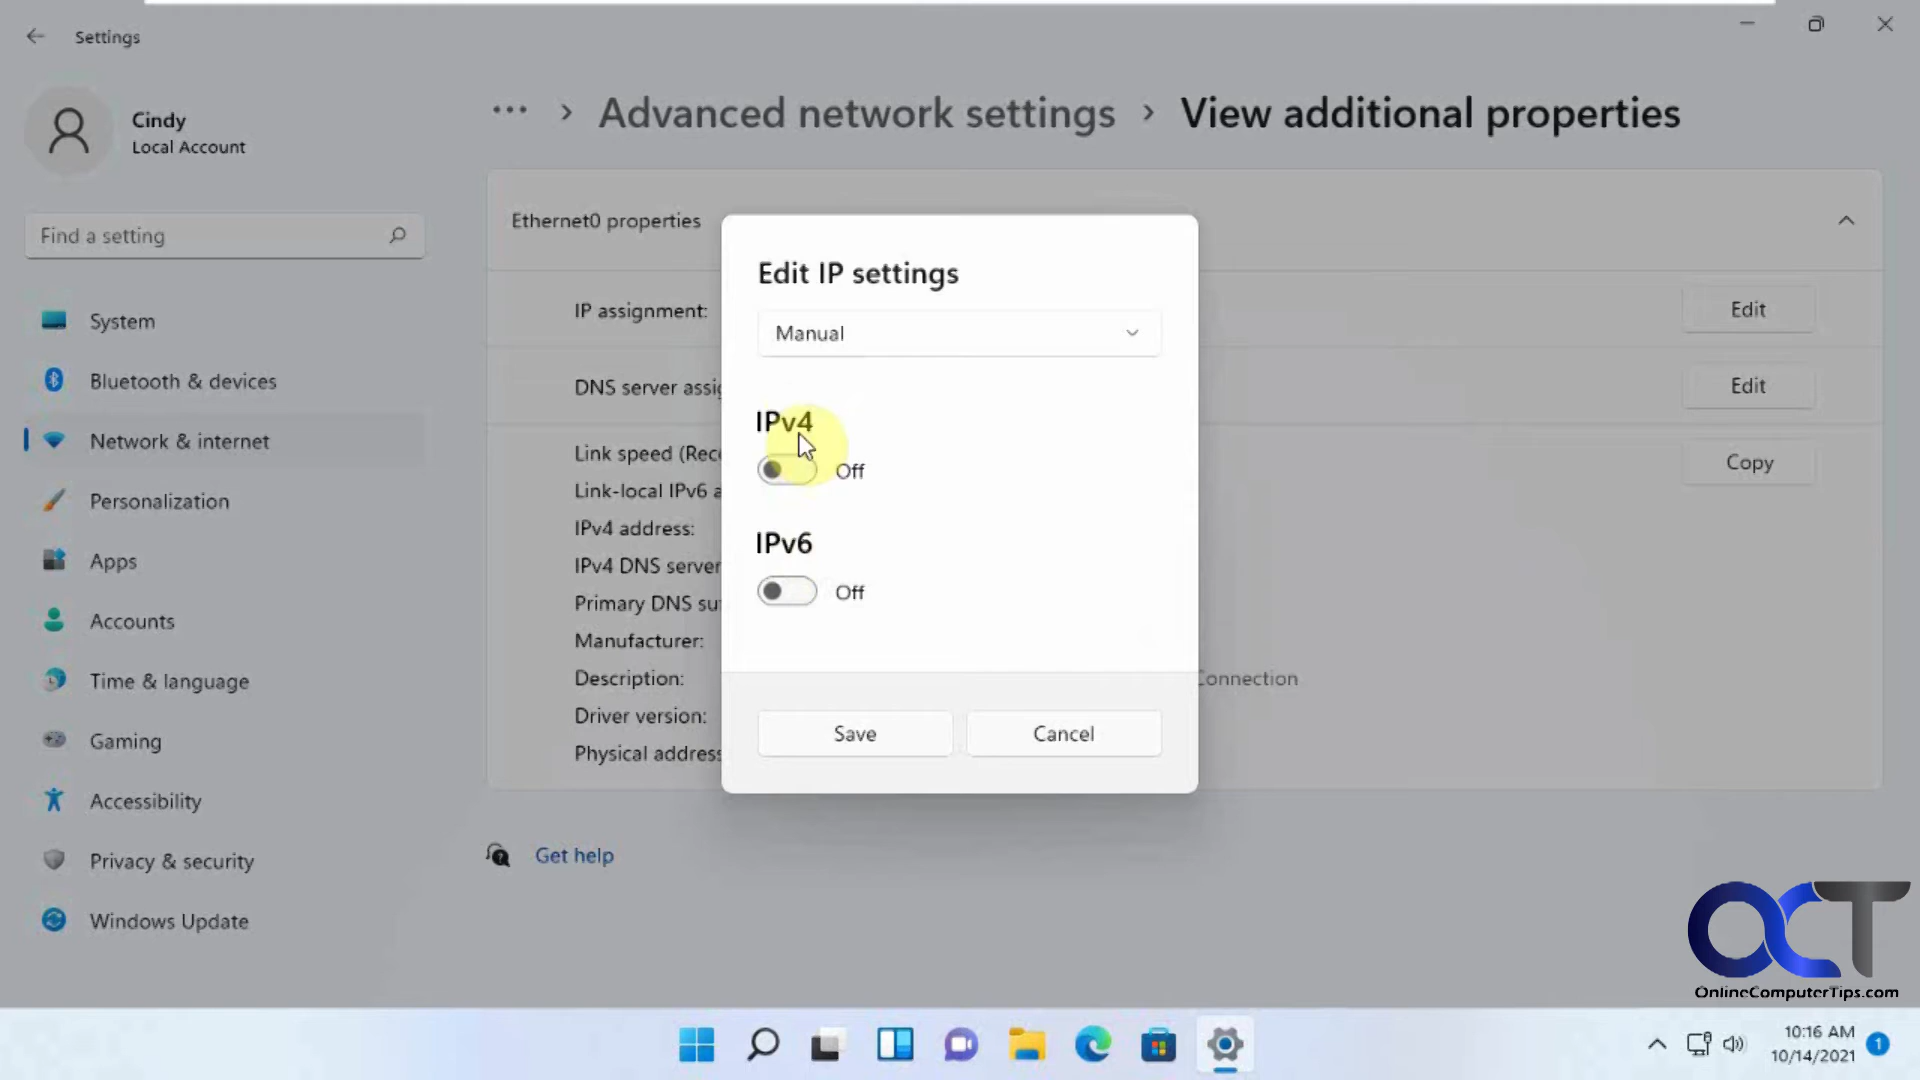 Settings
Cindy
Local Account
Find a setting
System
Bluetooth & devices
Network & internet
Personalization
Apps
Accounts
Time & language
Gaming
Accessibility
Privacy & security
Windows Update
··· > Advanced network settings > View additional properties
Ethernet0 properties
IP assignment:
Edit
DNS server assig
Edit
Link speed (Rece
Copy
Link-local IPv6 a
IPv4 address:
IPv4 DNS server
Primary DNS su
Manufacturer:
Description:
Connection
Driver version:
Physical address
Get help
Edit IP settings
Manual
IPv4
Off
IPv6
Off
Save
Cancel
OCT
OnlineComputerTips.com
10:16 AM
10/14/2021
1